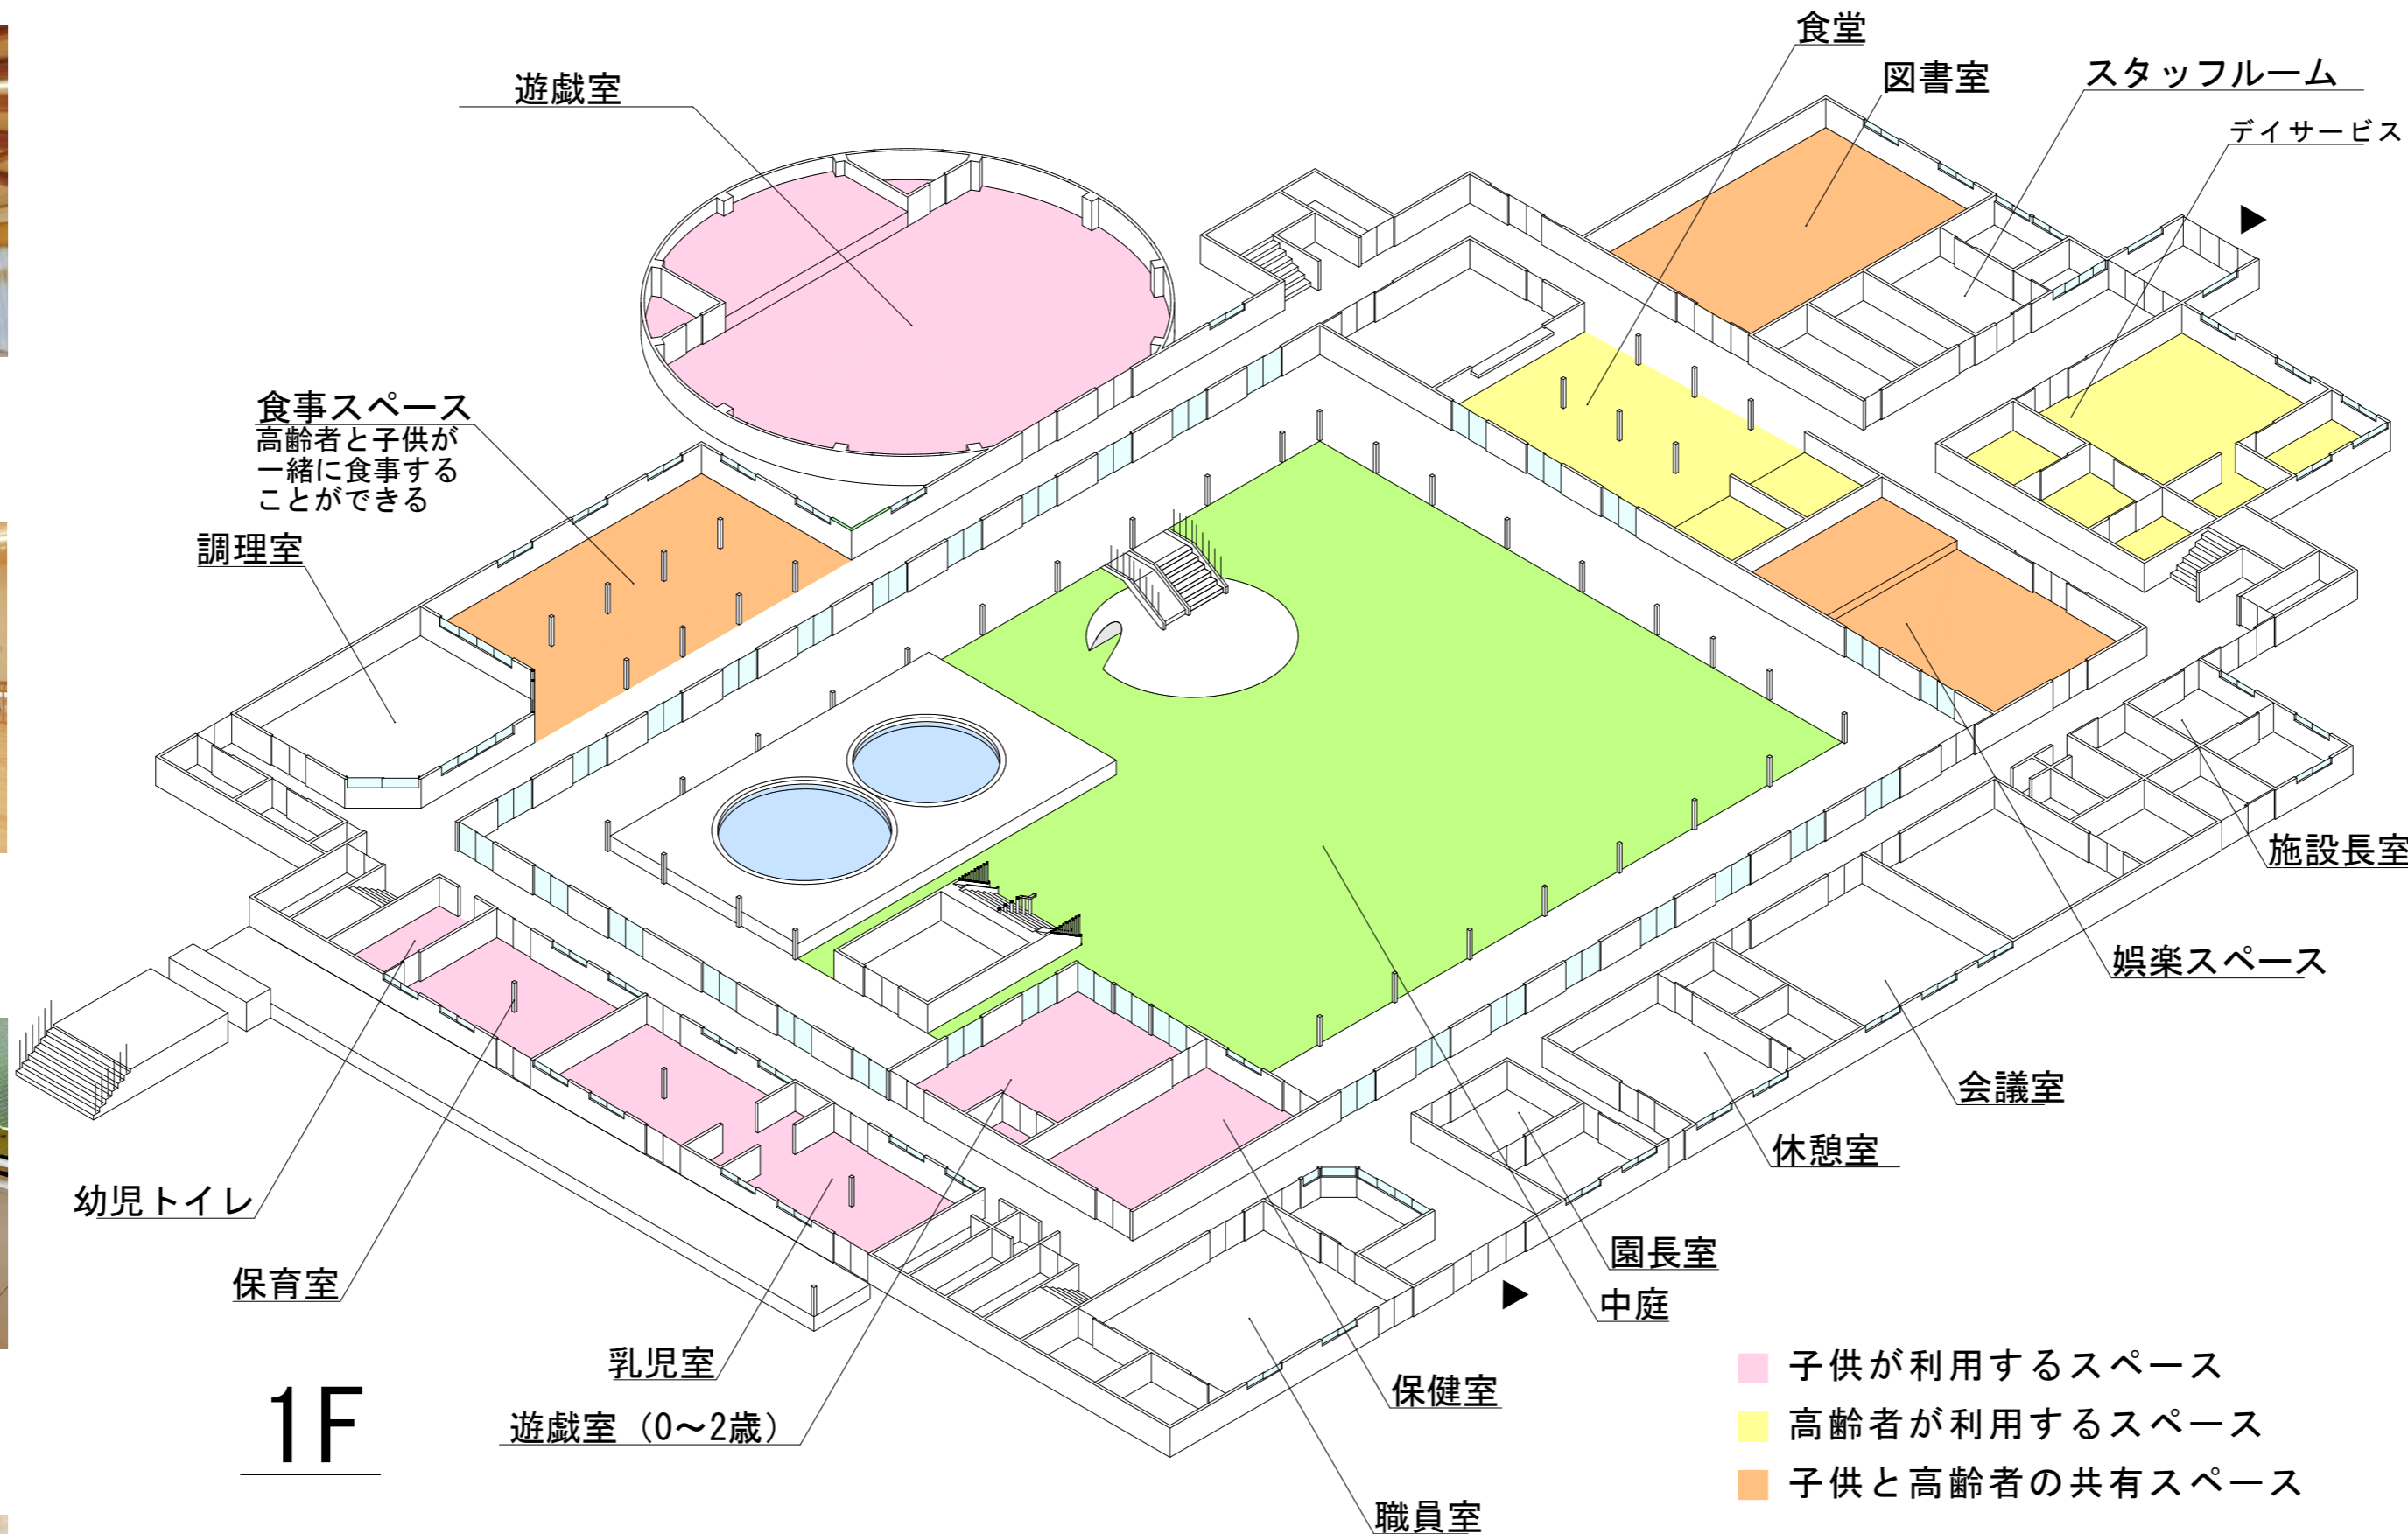 食堂
図書室
スタッフルーム
遊戯室
デイサービス
食事スペース
高齢者と子供が
一緒に食事する
ことができる
調理室
施設長室
娯楽スペース
会議室
休憩室
幼児トイレ
園長室
保育室
中庭
乳児室
保健室
遊戯室（0～2歳）
職員室
1F
子供が利用するスペース
高齢者が利用するスペース
子供と高齢者の共有スペース